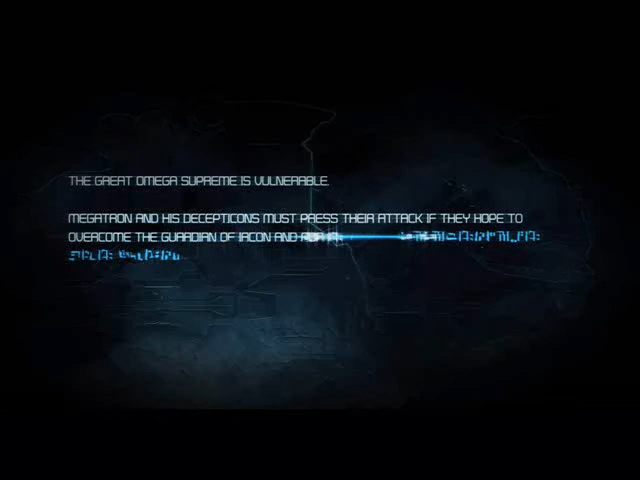 THE GREAT OMEGA SUPREME IS VULNERABLE.
MEGATRON AND HIS DECEPTICONS MUST PRESS THEIR ATTACK IF THEY HOPE TO
OVERCOME THE GUARDIAN OF IACON AND